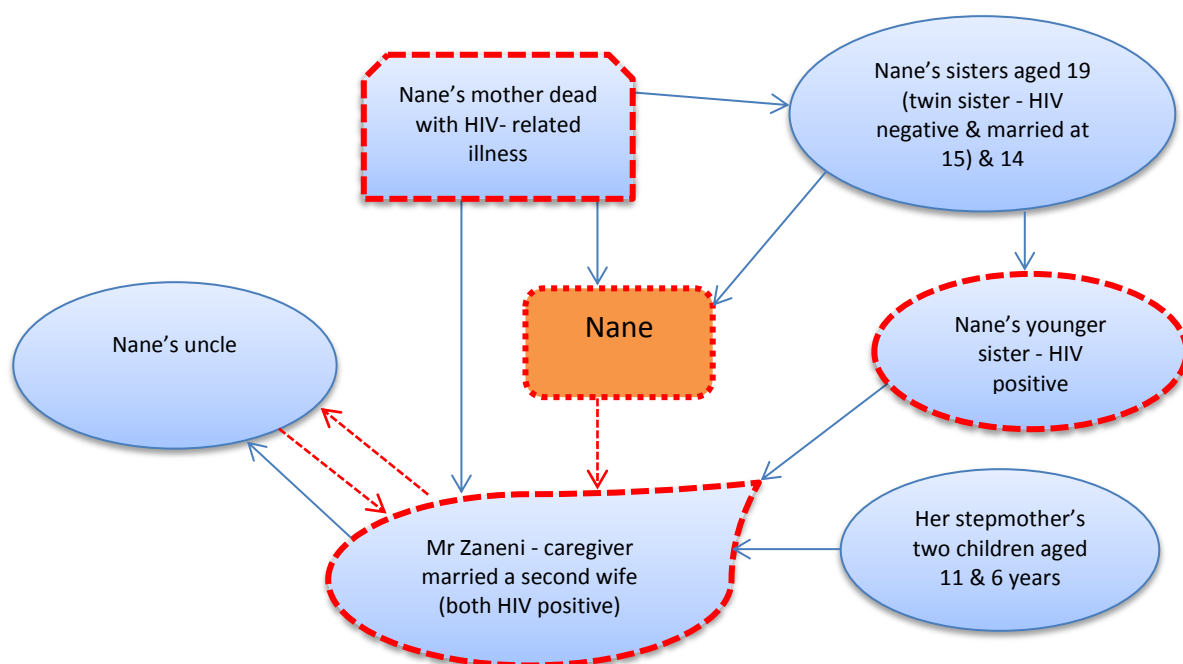 Nane’s mother dead
with HIV- related
illness
Nane’s sisters aged 19
(twin sister - HIV
negative & married at
15) & 14
Nane
Nane’s uncle
Nane’s younger
sister - HIV
positive
Mr Zaneni - caregiver
married a second wife
(both HIV positive)
Her stepmother’s
two children aged
11 & 6 years